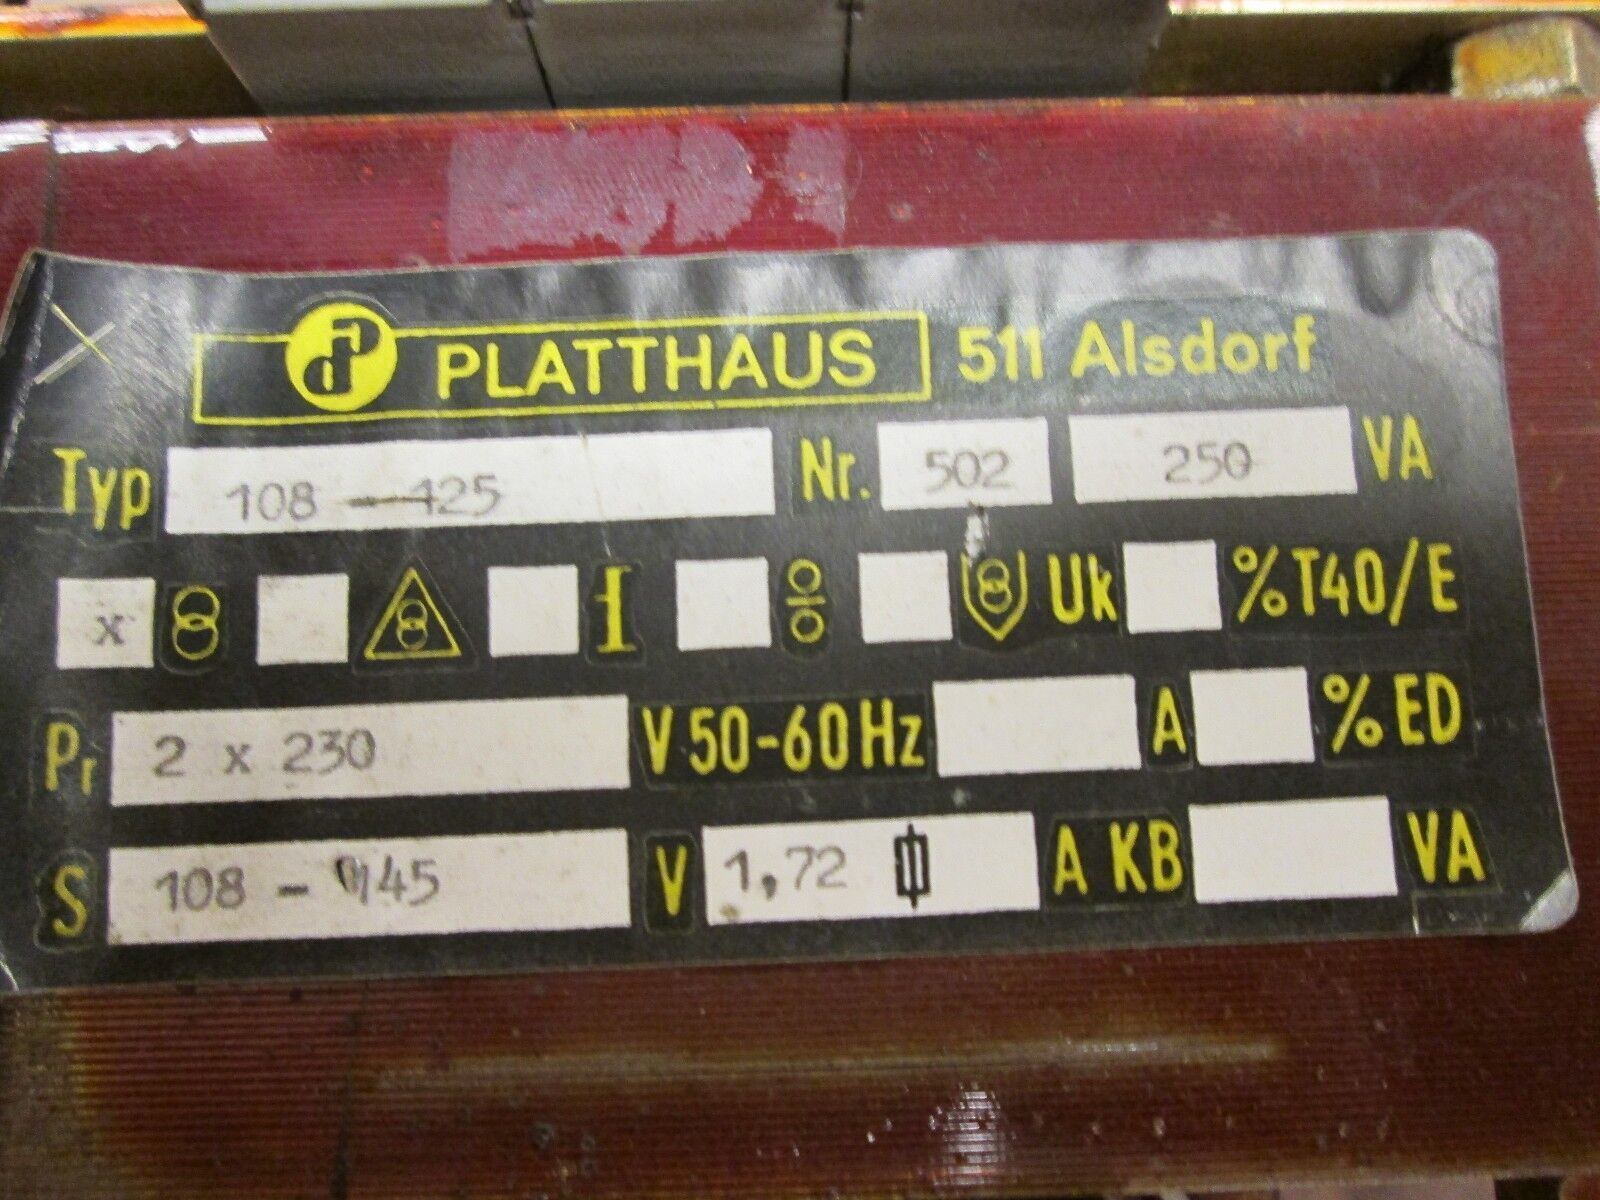 PLATTHAUS 511 Alsdorf
Typ 108 - 125 Nr. 502 250 VA
x Uk % T40/E
Pr 2 x 230 V 50-60Hz A % ED
S 108 - 145 V 1,72 A KB VA